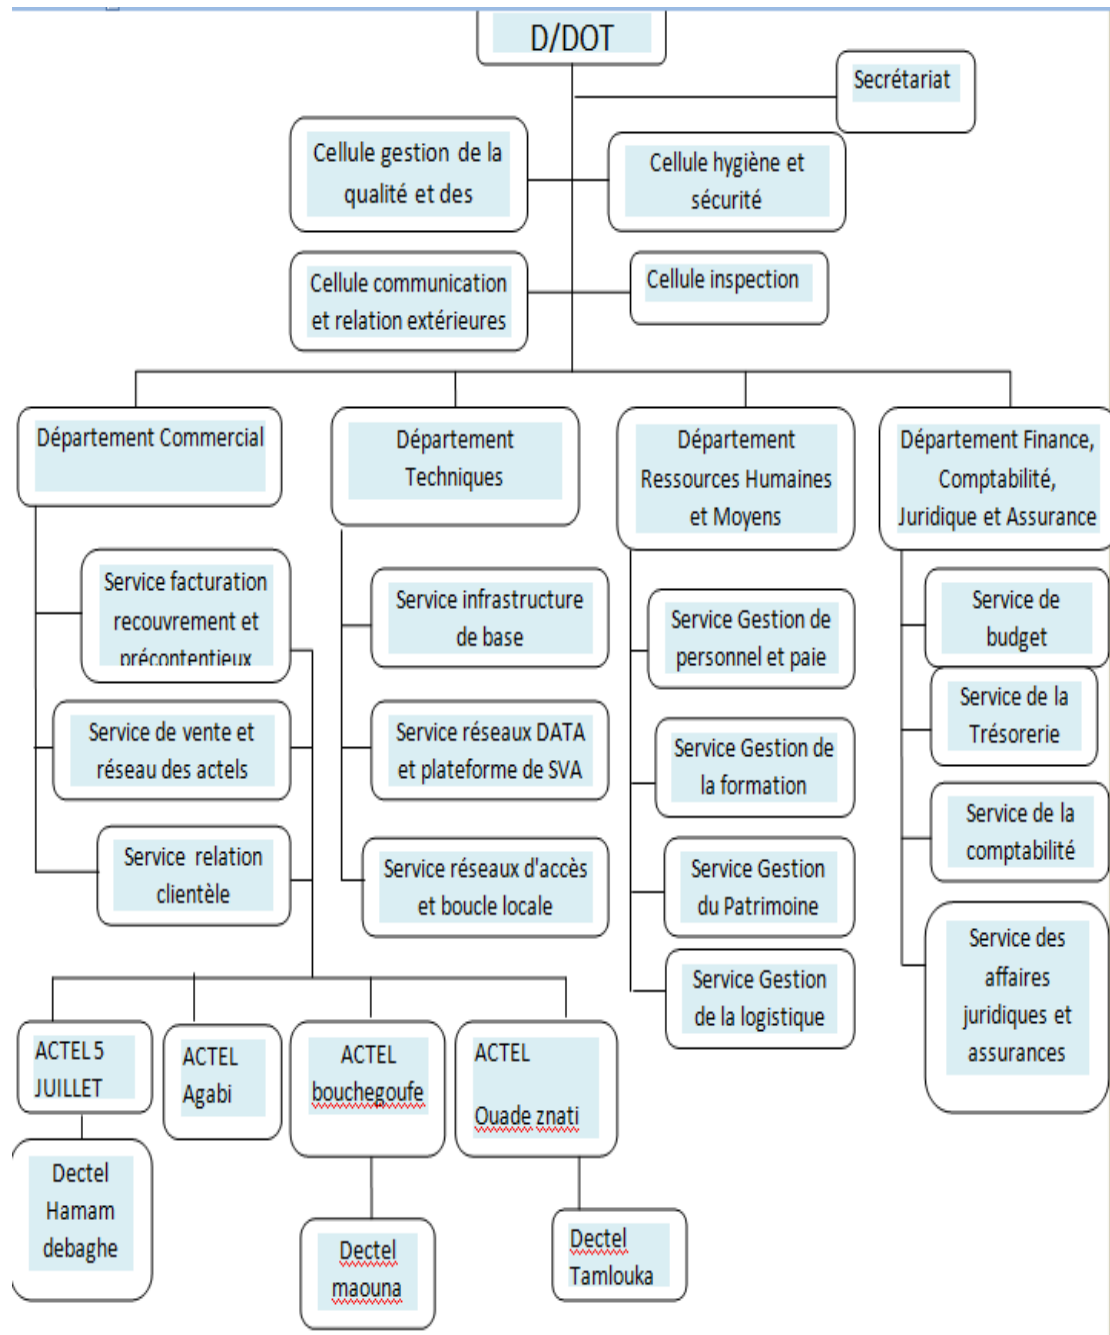 D/DOT
Secrétariat
Cellule gestion de la
qualité et des
Cellule hygiène et
sécurité
Cellule communication
et relation extérieures
Cellule inspection
Département Commercial
Département
Techniques
Département
Ressources Humaines
et Moyens
Département Finance,
Comptabilité,
Juridique et Assurance
Service facturation
recouvrement et
précontentieux
Service de vente et
réseau des actels
Service relation
clientèle
Service infrastructure
de base
Service réseaux DATA
et plateforme de SVA
Service réseaux d'accès
et boucle locale
Service Gestion de
personnel et paie
Service Gestion de
la formation
Service Gestion
du Patrimoine
Service Gestion
de la logistique
Service de
budget
Service de la
Trésorerie
Service de la
comptabilité
Service des
affaires
juridiques et
assurances
ACTEL 5
JUILLET
ACTEL
Agabi
ACTEL
bouchegoufe
ACTEL
Ouade znati
Dectel
Hamam
debaghe
Dectel
maouna
Dectel
Tamlouka